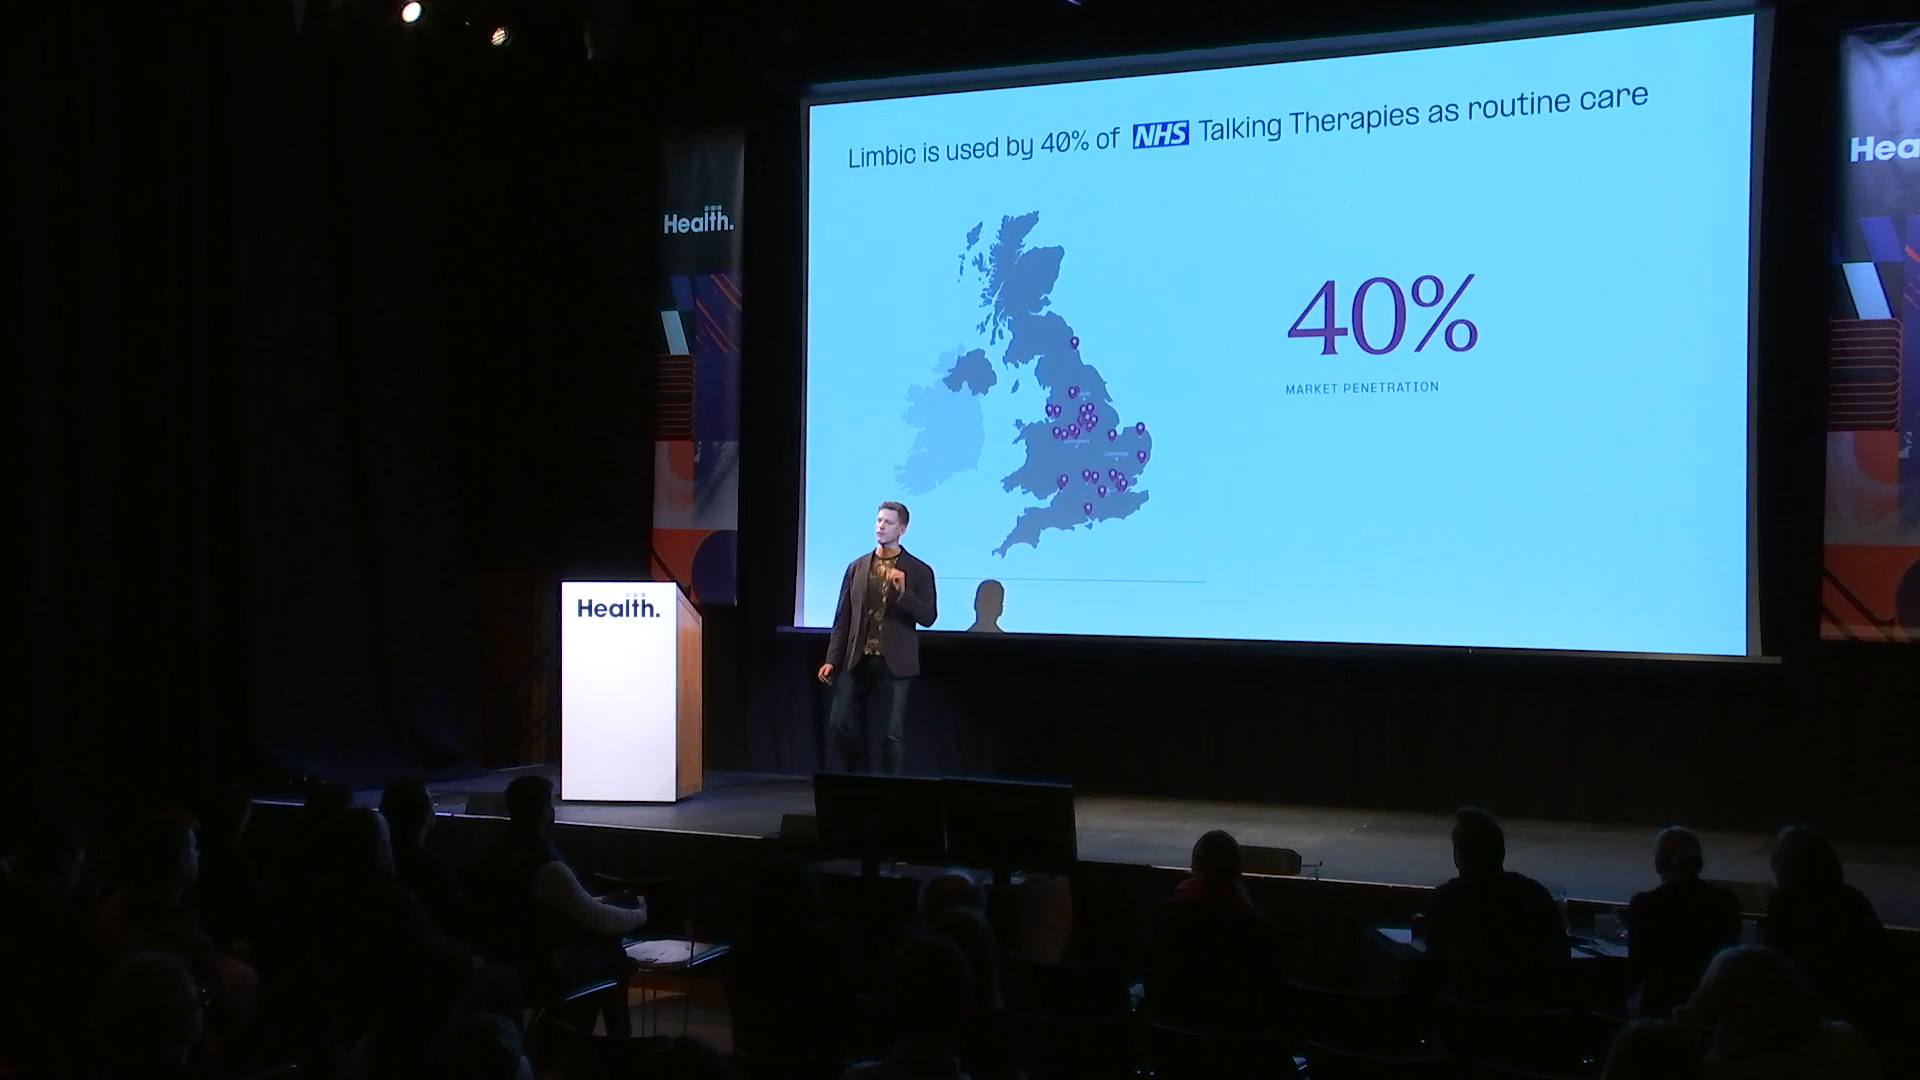 Limbic is used by 40% of NHS Talking Therapies as routine care
Health.
Hea
40%
MARKET PENETRATION
Health.